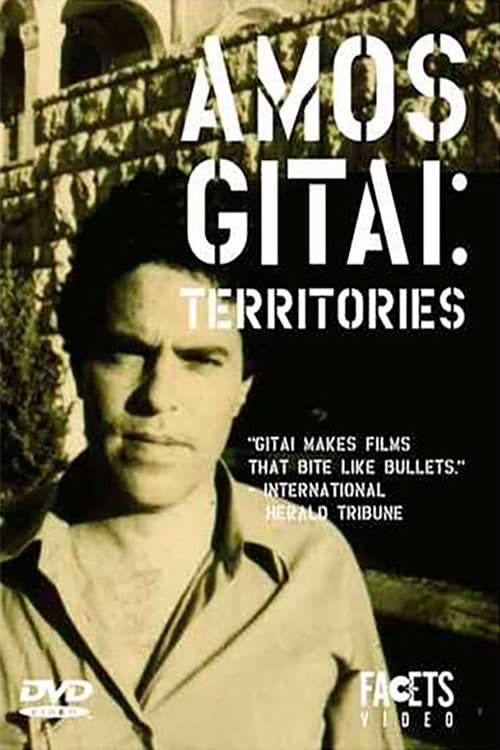 AMOS
GITAI:
TERRITORIES
"GITAI MAKES FILMS
THAT BITE LIKE BULLETS."
- INTERNATIONAL
HERALD TRIBUNE
DVD
VIDEO
FACETS
VIDEO